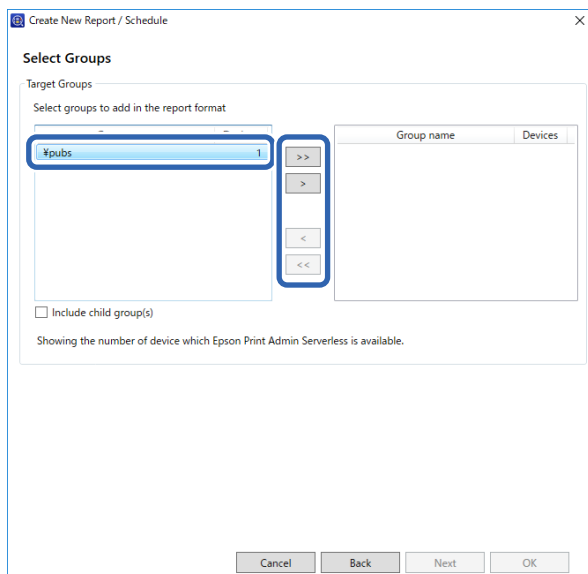 Create New Report / Schedule
Select Groups
Target Groups
Select groups to add in the report format
Group name Devices
¥pubs 1
>>
>
<
<<
Include child group(s)
Showing the number of device which Epson Print Admin Serverless is available.
Cancel Back Next OK